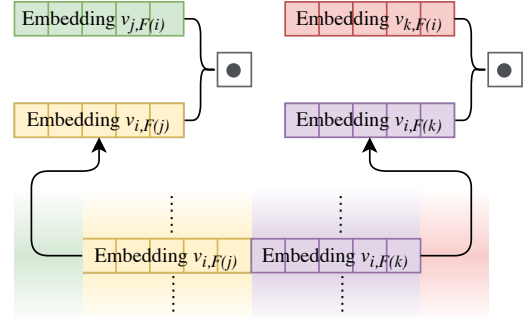 Embedding v_{j,F(i)}
Embedding v_{k,F(i)}
Embedding v_{i,F(j)}
Embedding v_{i,F(k)}
Embedding v_{i,F(j)}
Embedding v_{i,F(k)}